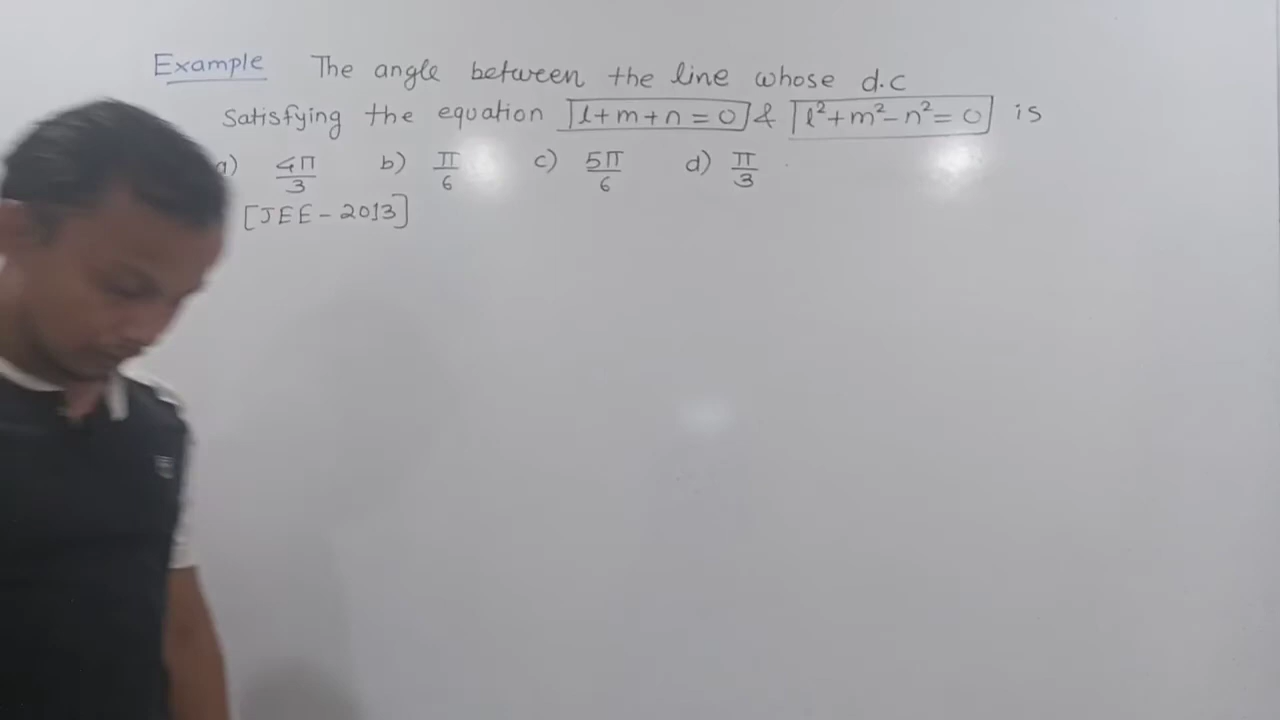 Example The angle between the line whose d.c
Satisfying the equation l+m+n=0 & l²+m²-n²=0 is
a) 4π/3 b) π/6 c) 5π/6 d) π/3
[JEE-2013]